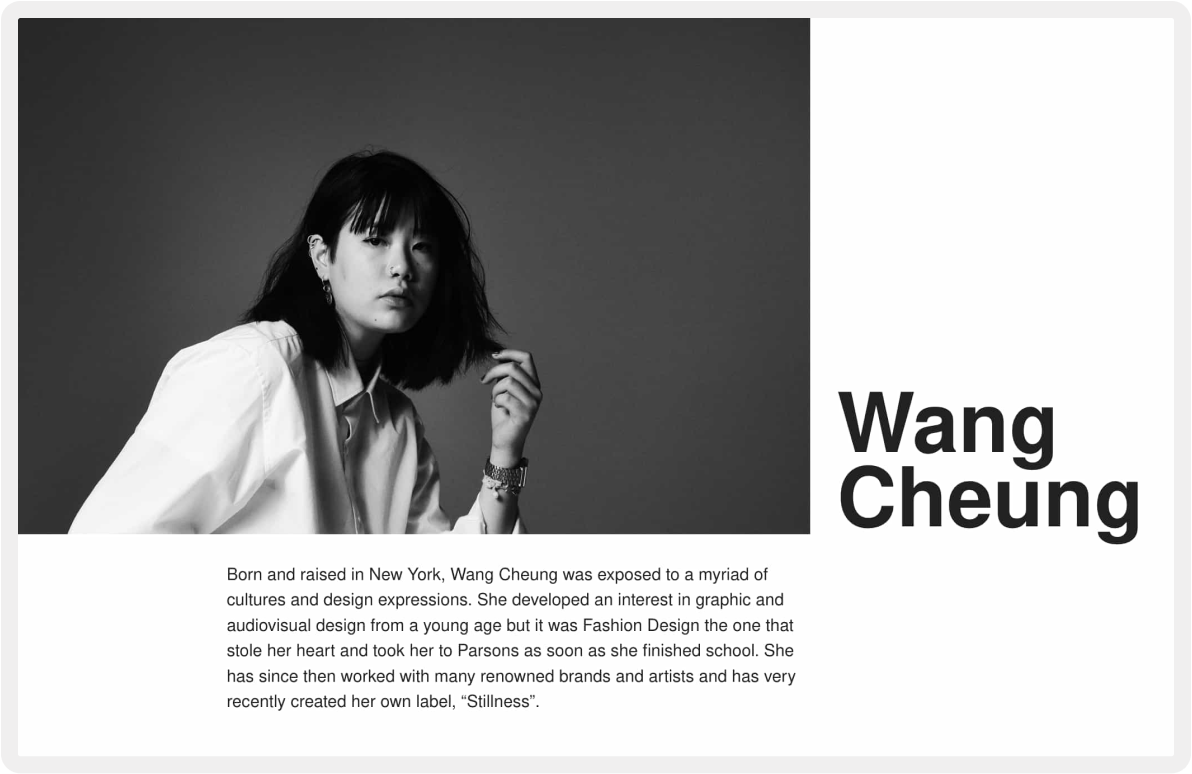 Wang
Cheung
Born and raised in New York, Wang Cheung was exposed to a myriad of
cultures and design expressions. She developed an interest in graphic and
audiovisual design from a young age but it was Fashion Design the one that
stole her heart and took her to Parsons as soon as she finished school. She
has since then worked with many renowned brands and artists and has very
recently created her own label, “Stillness”.